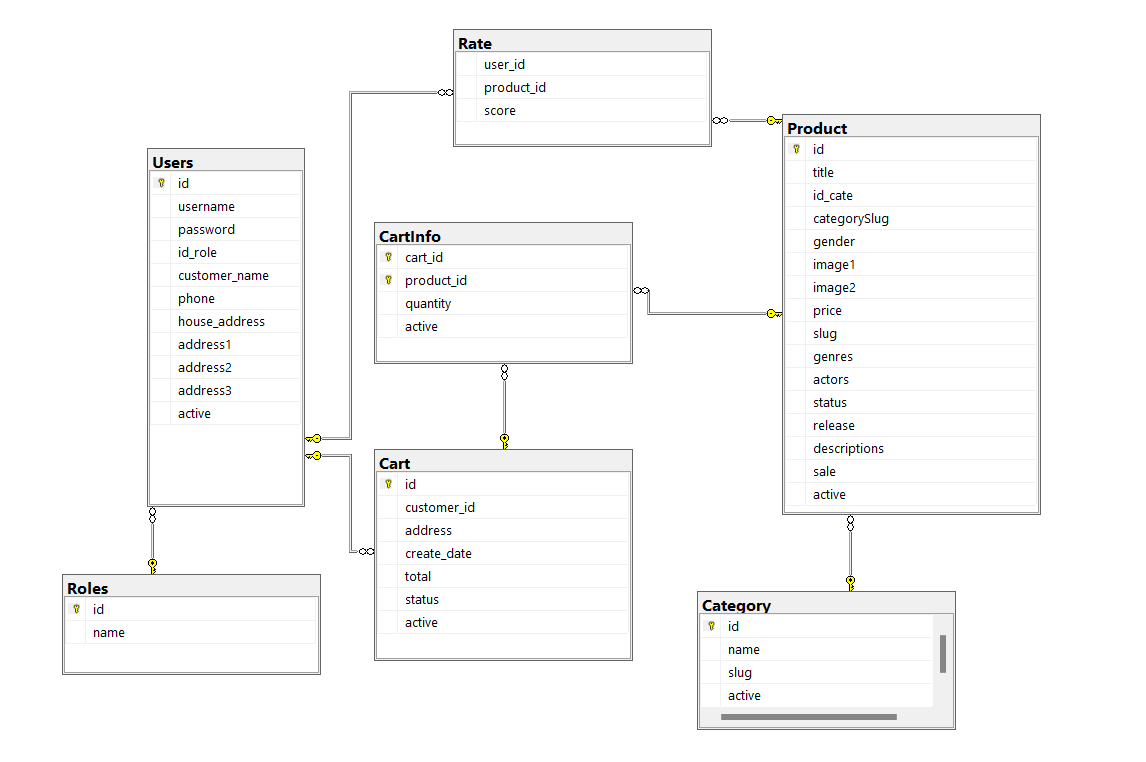 Rate
user_id
product_id
score
Users
id
username
password
id_role
customer_name
phone
house_address
address1
address2
address3
active
CartInfo
cart_id
product_id
quantity
active
Product
id
title
id_cate
categorySlug
gender
image1
image2
price
slug
genres
actors
status
release
descriptions
sale
active
Cart
id
customer_id
address
create_date
total
status
active
Roles
id
name
Category
id
name
slug
active